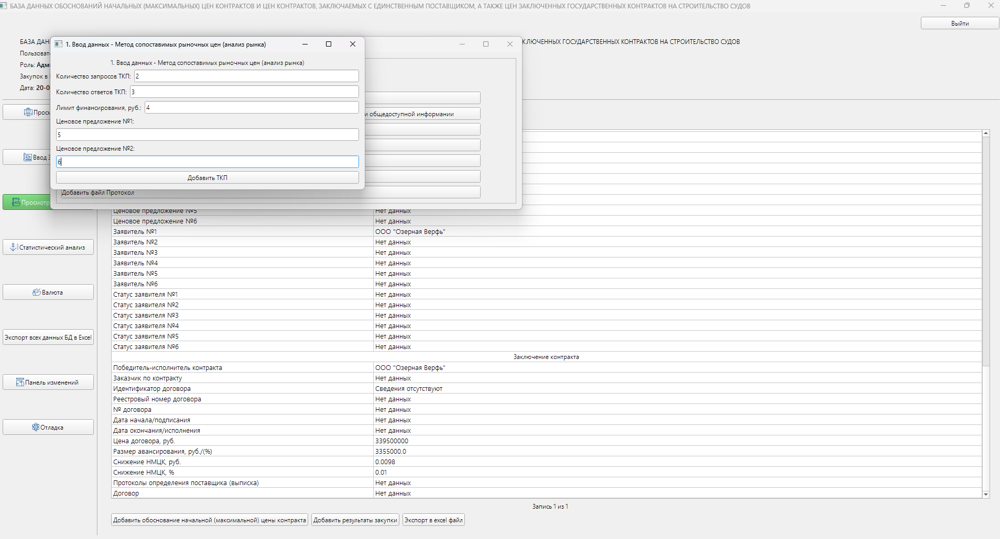 БАЗА ДАННЫХ ОБОСНОВАНИЙ НАЧАЛЬНЫХ (МАКСИМАЛЬНЫХ) ЦЕН КОНТРАКТОВ И ЦЕН КОНТРАКТОВ, ЗАКЛЮЧАЕМЫХ С ЕДИНСТВЕННЫМ ПОСТАВЩИКОМ, А ТАКЖЕ ЦЕН ЗАКЛЮЧЕННЫХ ГОСУДАРСТВЕННЫХ КОНТРАКТОВ НА СТРОИТЕЛЬСТВО СУДОВ
Выйти
БАЗА ДАН
КЛЮЧЕННЫХ ГОСУДАРСТВЕННЫХ КОНТРАКТОВ НА СТРОИТЕЛЬСТВО СУДОВ
Пользоват
Роль: Адм
Закупок в
Дата: 20-0
1. Ввод данных - Метод сопоставимых рыночных цен (анализ рынка)
1. Ввод данных - Метод сопоставимых рыночных цен (анализ рынка)
Количество запросов ТКП: 2
Количество ответов ТКП: 3
Лимит финансирования, руб.: 4
Ценовое предложение №1:
5
Ценовое предложение №2:
6
Добавить ТКП
и общедоступной информании
Добавить файл Протокол
Просм
Ввод З
Просмотр
Статистический анализ
Валюта
Экспорт всех данных БД в Excel
Панель изменений
Отладка
Ценовое предложение №5 Нет данных
Ценовое предложение №6 Нет данных
Заявитель №1 ООО "Озерная Верфь"
Заявитель №2 Нет данных
Заявитель №3 Нет данных
Заявитель №4 Нет данных
Заявитель №5 Нет данных
Заявитель №6 Нет данных
Статус заявителя №1 Нет данных
Статус заявителя №2 Нет данных
Статус заявителя №3 Нет данных
Статус заявителя №4 Нет данных
Статус заявителя №5 Нет данных
Статус заявителя №6 Нет данных
Заключение контракта
Победитель-исполнитель контракта ООО "Озерная Верфь"
Заказчик по контракту Нет данных
Идентификатор договора Сведения отсутствуют
Реестровый номер договора Нет данных
№ договора Нет данных
Дата начала/подписания Нет данных
Дата окончания/исполнения Нет данных
Цена договора, руб. 339500000
Размер авансирования, руб./(%) 3355000.0
Снижение НМЦК, руб. 0.0098
Снижение НМЦК, % 0.01
Протоколы определения поставщика (выписка) Нет данных
Договор Нет данных
Запись 1 из 1
Добавить обоснование начальной (максимальной) цены контракта
Добавить результаты закупки
Экспорт в excel файл